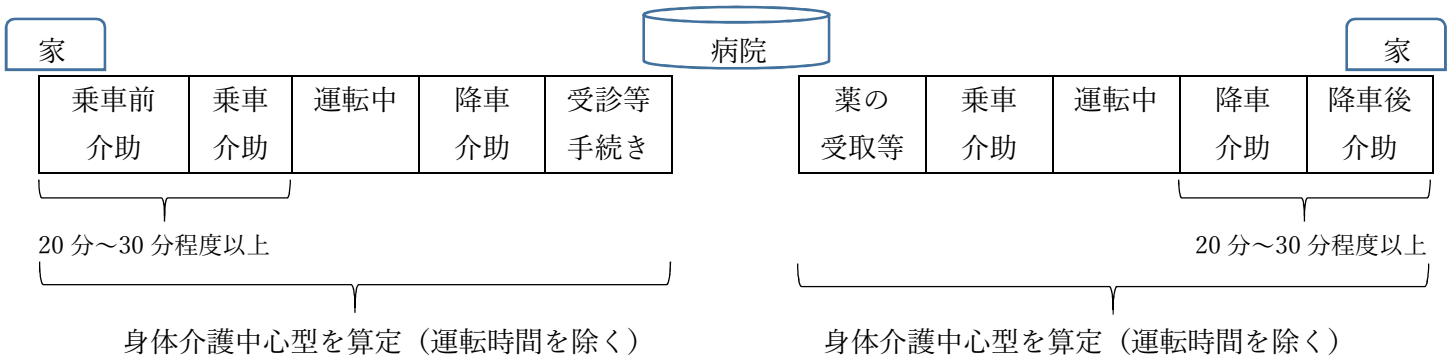 家
病院
家
乗車前介助
乗車介助
運転中
降車介助
受診等手続き
薬の受取等
乗車介助
運転中
降車介助
降車後介助
20 分～30 分程度以上
20 分～30 分程度以上
身体介護中心型を算定（運転時間を除く）
身体介護中心型を算定（運転時間を除く）